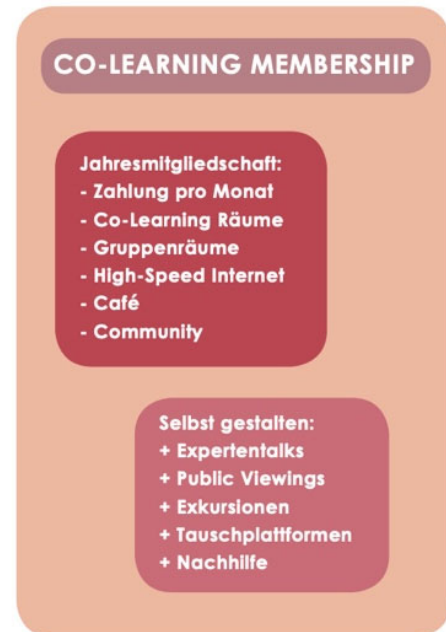 CO-LEARNING MEMBERSHIP
Jahresmitgliedschaft:
- Zahlung pro Monat
- Co-Learning Räume
- Gruppenräume
- High-Speed Internet
- Café
- Community
Selbst gestalten:
+ Expertentalks
+ Public Viewings
+ Exkursionen
+ Tauschplattformen
+ Nachhilfe